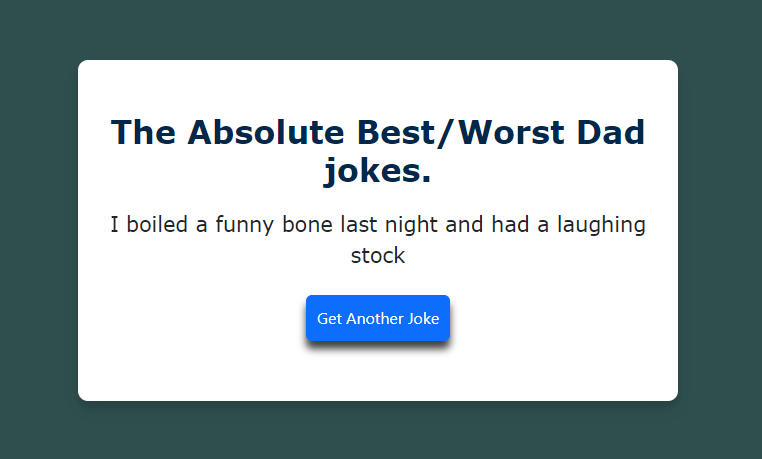 The Absolute Best/Worst Dad
jokes.
I boiled a funny bone last night and had a laughing
stock
Get Another Joke